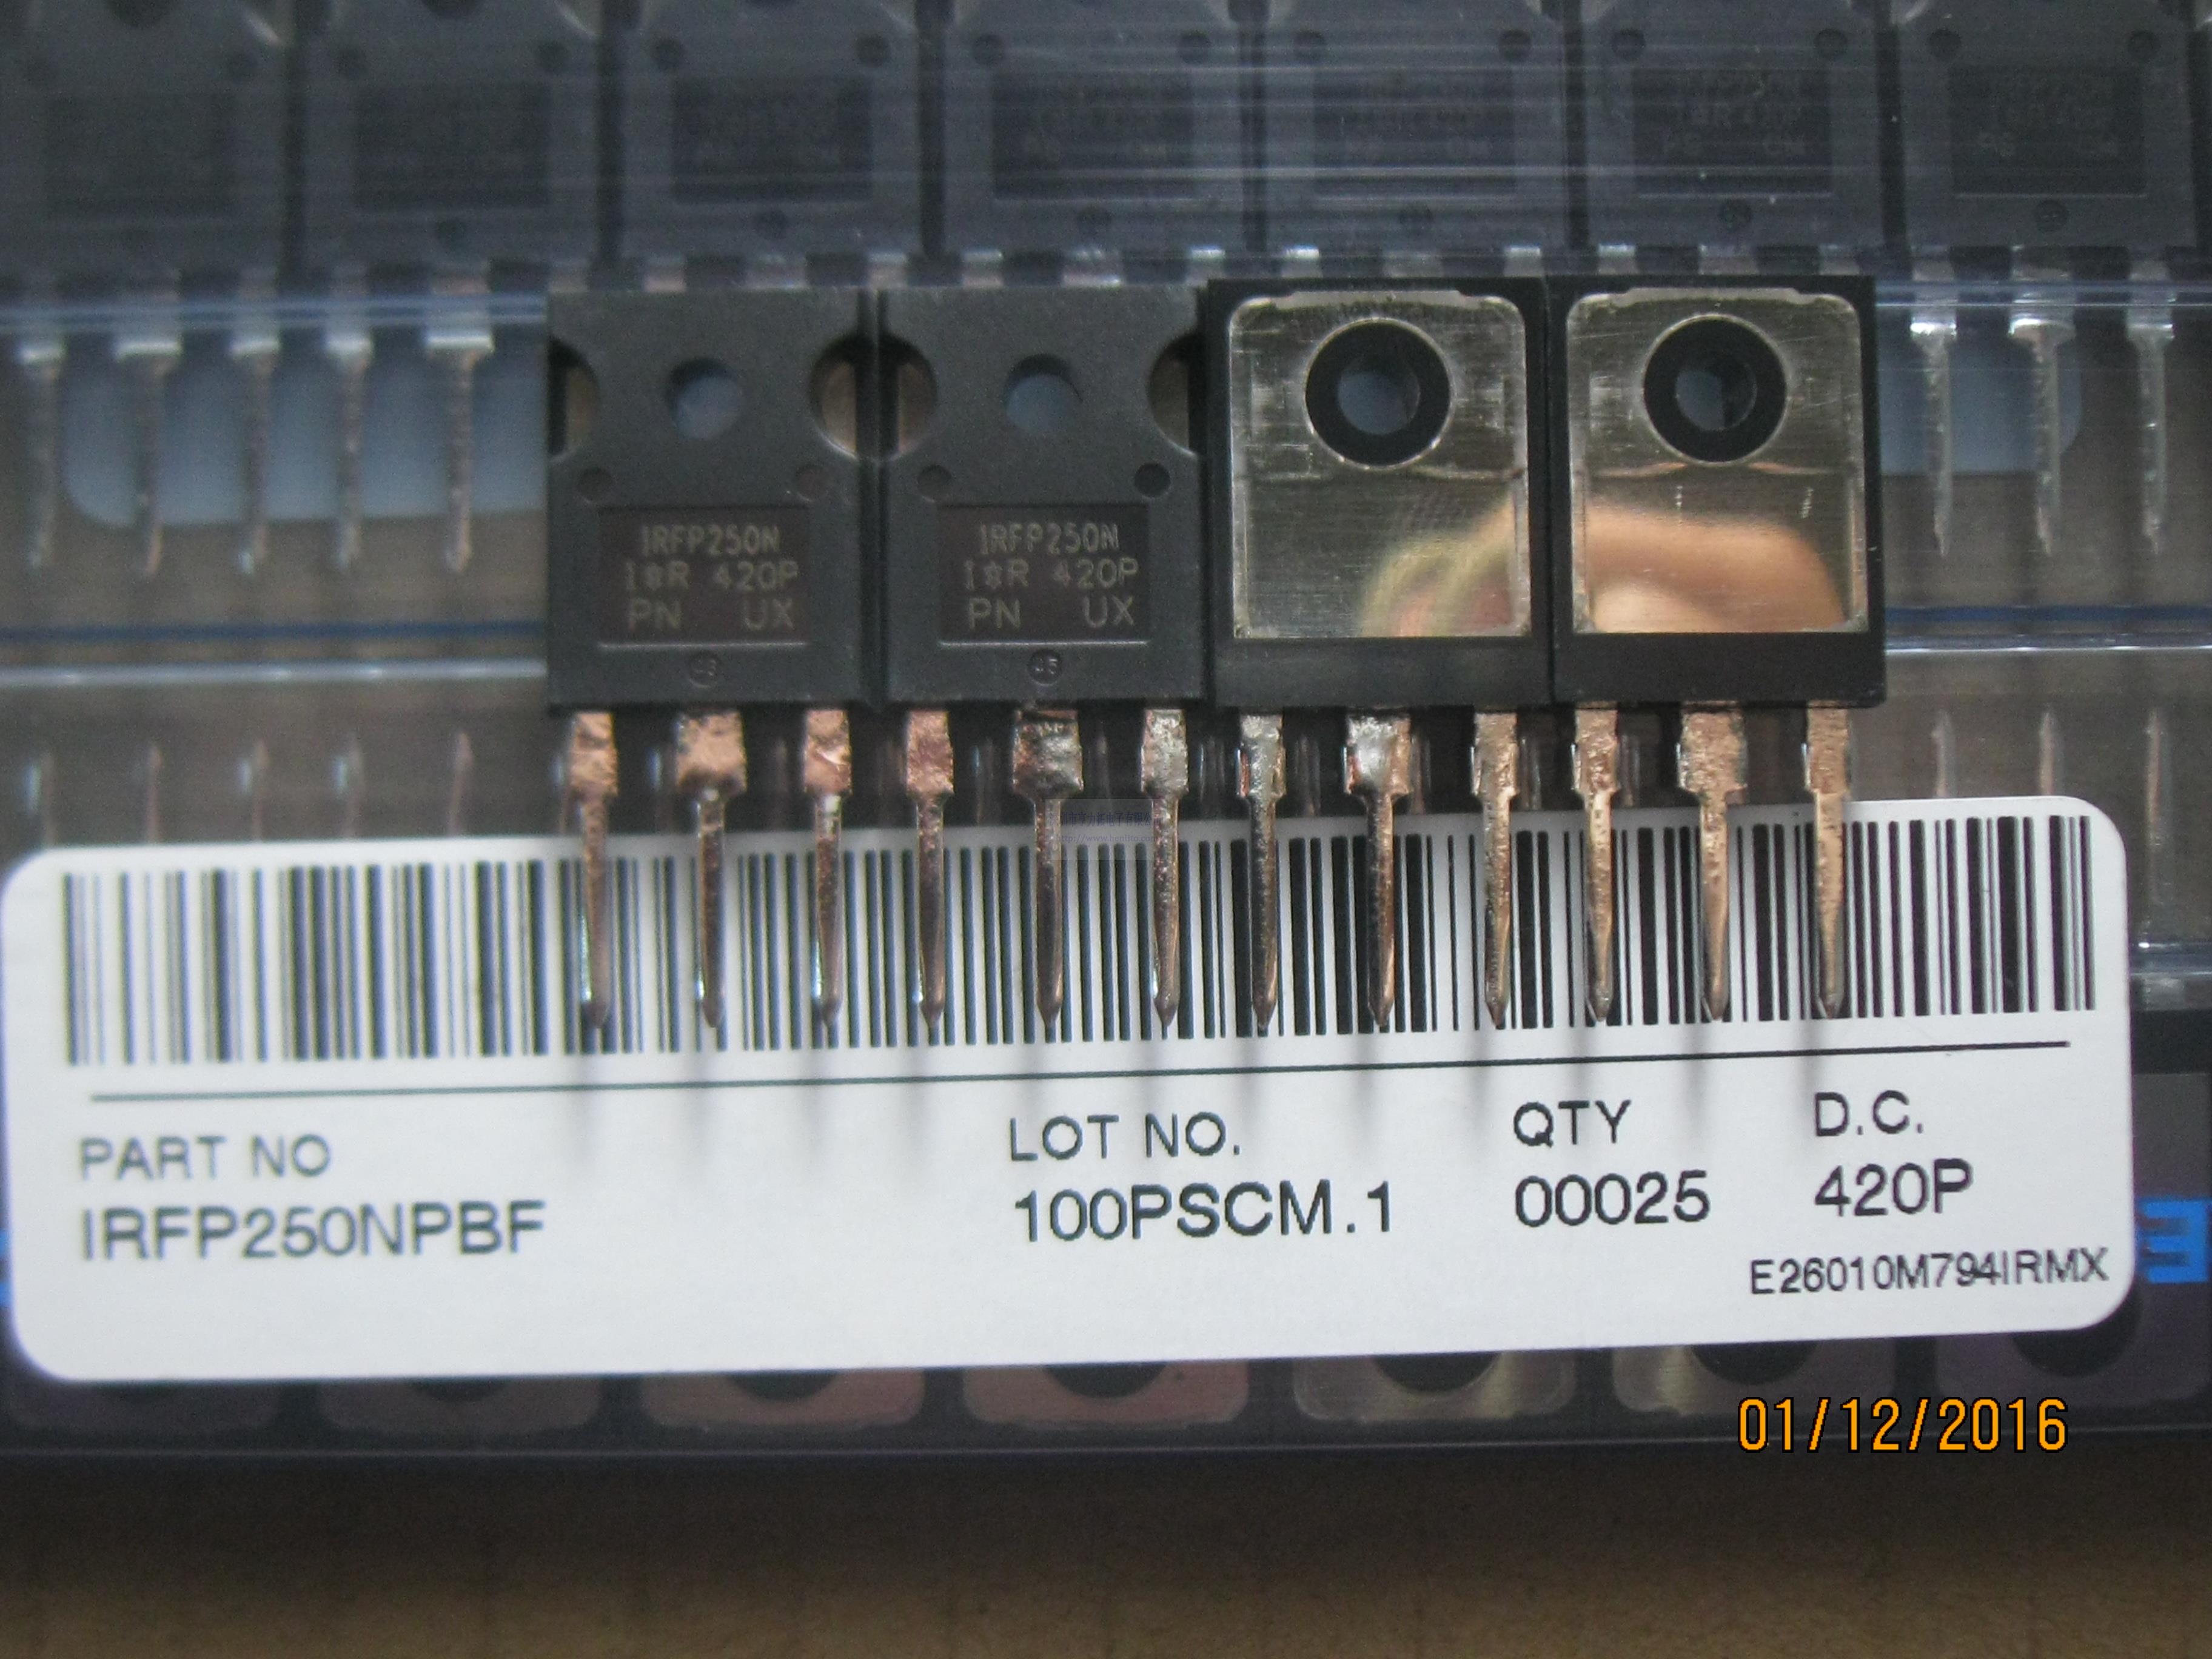 IRFP250N
I☼R 420P
PN UX
IRFP250N
I☼R 420P
PN UX
PART NO
IRFP250NPBF
LOT NO.
100PSCM.1
QTY
00025
D.C.
420P
E26010M794IRMX
01/12/2016